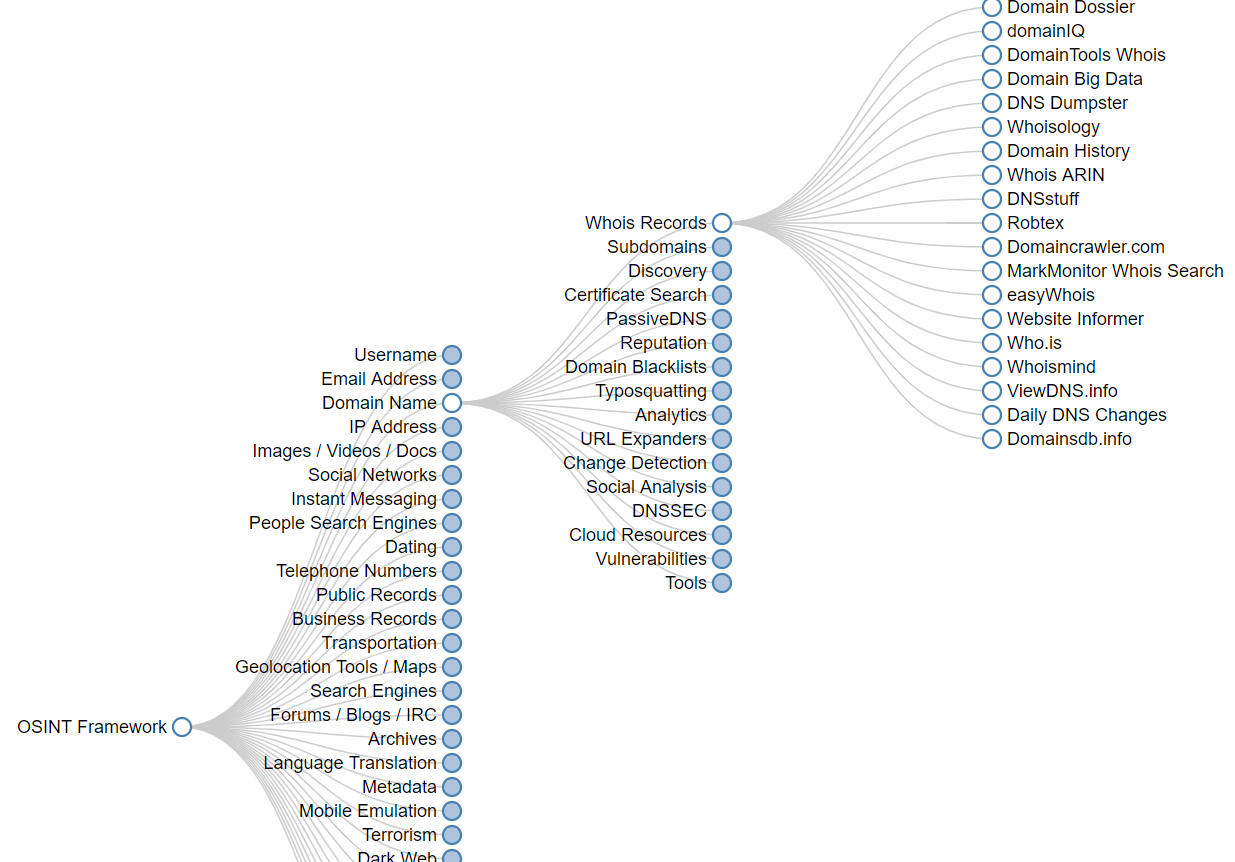 OSINT Framework
Username
Email Address
Domain Name
IP Address
Images / Videos / Docs
Social Networks
Instant Messaging
People Search Engines
Dating
Telephone Numbers
Public Records
Business Records
Transportation
Geolocation Tools / Maps
Search Engines
Forums / Blogs / IRC
Archives
Language Translation
Metadata
Mobile Emulation
Terrorism
Dark Web
Whois Records
Subdomains
Discovery
Certificate Search
PassiveDNS
Reputation
Domain Blacklists
Typosquatting
Analytics
URL Expanders
Change Detection
Social Analysis
DNSSEC
Cloud Resources
Vulnerabilities
Tools
Domain Dossier
domainIQ
DomainTools Whois
Domain Big Data
DNS Dumpster
Whoisology
Domain History
Whois ARIN
DNSstuff
Robtex
Domaincrawler.com
MarkMonitor Whois Search
easyWhois
Website Informer
Who.is
Whoismind
ViewDNS.info
Daily DNS Changes
Domainsdb.info